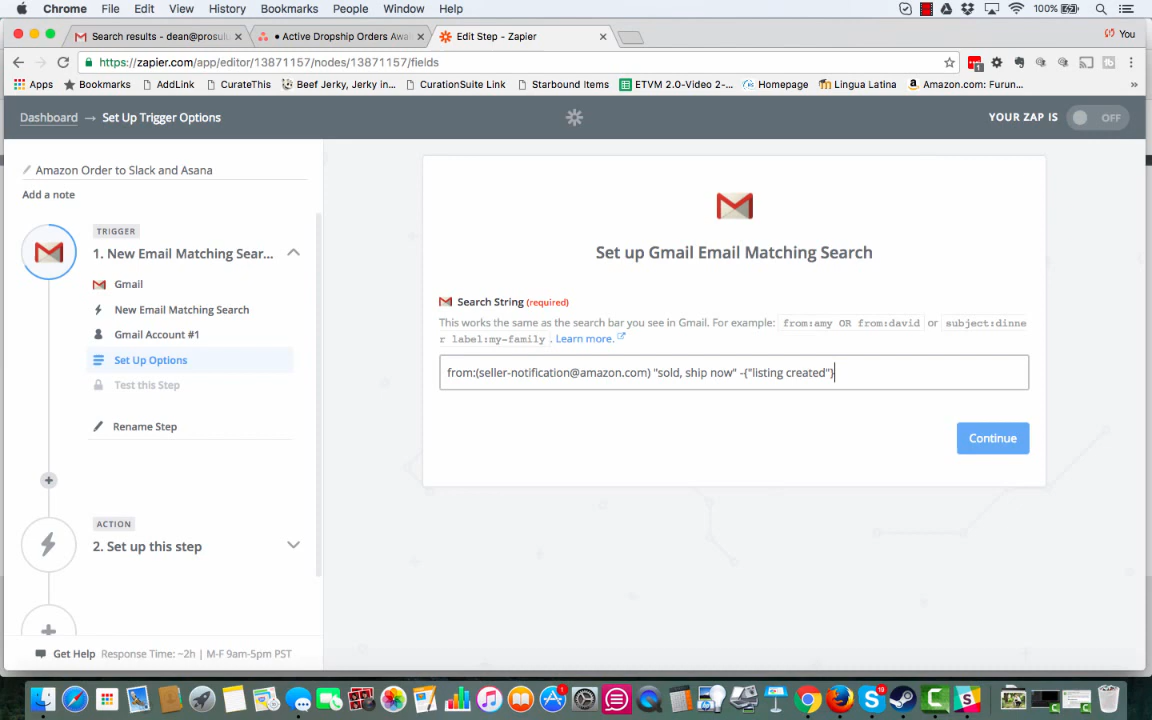 Chrome File Edit View History Bookmarks People Window Help 100%
Search results - dean@prosul
• Active Dropship Orders Awa
Edit Step - Zapier
You
https://zapier.com/app/editor/13871157/nodes/13871157/fields
Apps Bookmarks AddLink CurateThis Beef Jerky, Jerky in... CurationSuite Link Starbound Items ETVM 2.0-Video 2-... Homepage Lingua Latina Amazon.com: Furun... »
Dashboard → Set Up Trigger Options
YOUR ZAP IS OFF
Amazon Order to Slack and Asana
Add a note
TRIGGER
1. New Email Matching Sear...
Gmail
New Email Matching Search
Gmail Account #1
Set Up Options
Test this Step
Rename Step
ACTION
2. Set up this step
Get Help Response Time: ~2h | M-F 9am-5pm PST
Set up Gmail Email Matching Search
Search String (required)
This works the same as the search bar you see in Gmail. For example: from:amy OR from:david or subject:dinne
r label:my-family . Learn more.
from:(seller-notification@amazon.com) "sold, ship now" -{"listing created"}
Continue